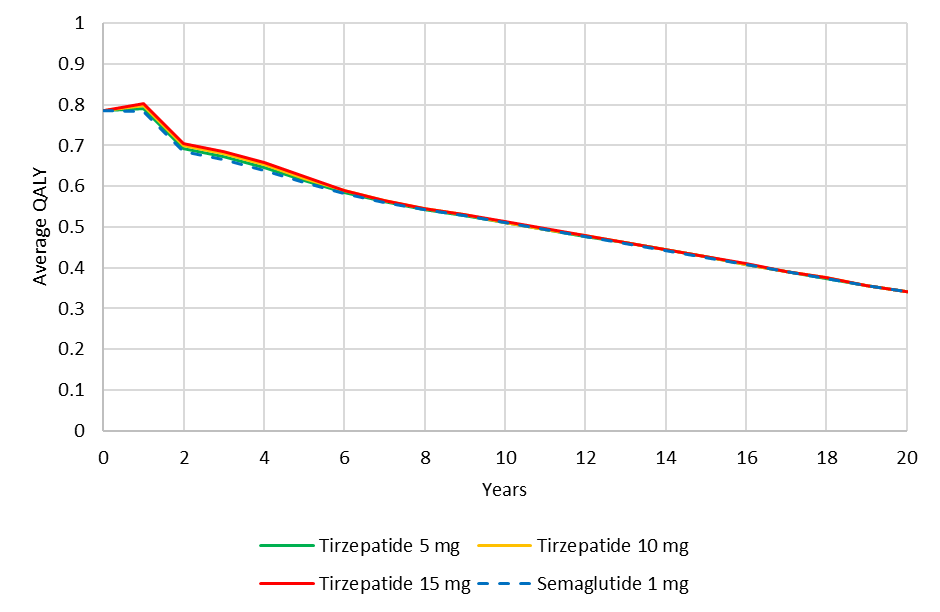 1
0.9
0.8
0.7
0.6
0.5
0.4
0.3
0.2
0.1
0
Average QALY
0 2 4 6 8 10 12 14 16 18 20
Years
Tirzepatide 5 mg Tirzepatide 10 mg
Tirzepatide 15 mg Semaglutide 1 mg